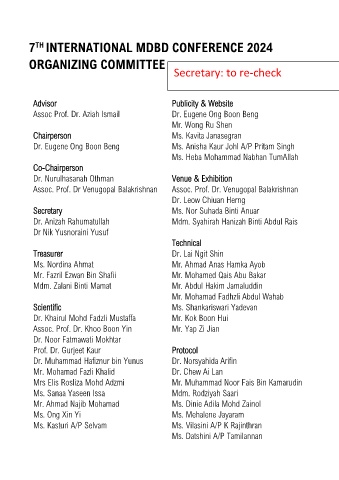 7TH INTERNATIONAL MDBD CONFERENCE 2024
ORGANIZING COMMITTEE
Secretary: to re-check
Advisor
Assoc Prof. Dr. Aziah Ismail
Chairperson
Dr. Eugene Ong Boon Beng
Co-Chairperson
Dr. Nurulhasanah Othman
Assoc. Prof. Dr Venugopal Balakrishnan
Secretary
Dr. Anizah Rahumatullah
Dr Nik Yusnoraini Yusuf
Treasurer
Ms. Nordina Ahmat
Mr. Fazril Ezwan Bin Shafii
Mdm. Zalani Binti Mamat
Scientific
Dr. Khairul Mohd Fadzli Mustaffa
Assoc. Prof. Dr. Khoo Boon Yin
Dr. Noor Fatmawati Mokhtar
Prof. Dr. Gurjeet Kaur
Dr. Muhammad Hafiznur bin Yunus
Mr. Mohamad Fazli Khalid
Mrs Elis Rosliza Mohd Adzmi
Ms. Sanaa Yaseen Issa
Mr. Ahmad Najib Mohamad
Ms. Ong Xin Yi
Ms. Kasturi A/P Selvam
Publicity & Website
Dr. Eugene Ong Boon Beng
Mr. Wong Ru Shen
Ms. Kavita Janasegran
Ms. Anisha Kaur Johl A/P Pritam Singh
Ms. Heba Mohammad Nabhan TumAllah
Venue & Exhibition
Assoc. Prof. Dr. Venugopal Balakrishnan
Dr. Leow Chiuan Herng
Ms. Nor Suhada Binti Anuar
Mdm. Syahirah Hanizah Binti Abdul Rais
Technical
Dr. Lai Ngit Shin
Mr. Ahmad Anas Hamka Ayob
Mr. Mohamed Qais Abu Bakar
Mr. Abdul Hakim Jamaluddin
Mr. Mohamad Fadhzli Abdul Wahab
Ms. Shankariswari Yadevan
Mr. Kok Boon Hui
Mr. Yap Zi Jian
Protocol
Dr. Norsyahida Arifin
Dr. Chew Ai Lan
Mr. Muhammad Noor Fais Bin Kamarudin
Mdm. Rodziyah Saari
Ms. Dinie Adila Mohd Zainol
Ms. Mehalene Jayaram
Ms. Vilasini A/P K Rajinthran
Ms. Datshini A/P Tamilannan